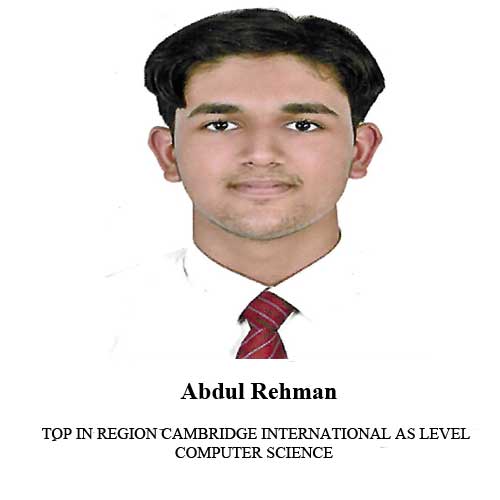 Abdul Rehman
TOP IN REGION CAMBRIDGE INTERNATIONAL AS LEVEL
COMPUTER SCIENCE